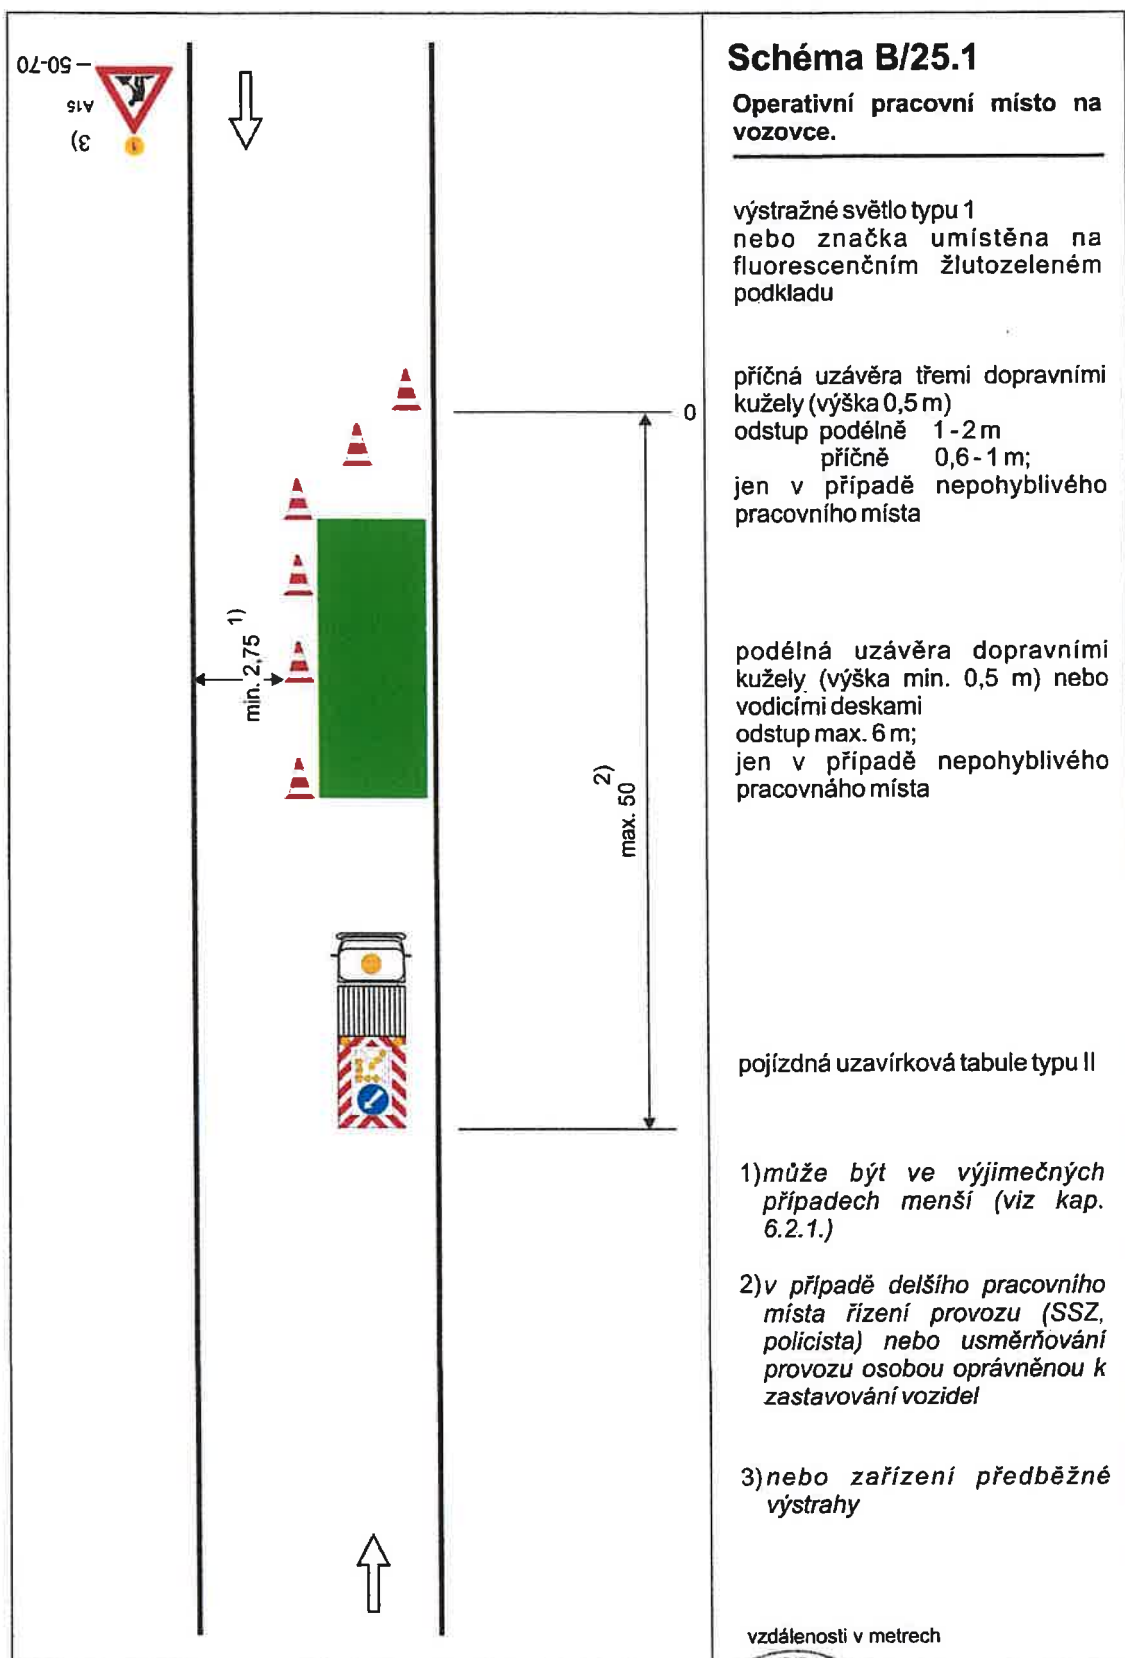 50-70
A15
3)
1
min. 2,75 1)
max. 50 2)
0
Schéma B/25.1
Operativní pracovní místo na
vozovce.
výstražné světlo typu 1
nebo značka umístěna na
fluorescenčním žlutozeleném
podkladu
příčná uzávěra třemi dopravními
kužely (výška 0,5 m)
odstup podélně 1-2 m
příčně 0,6-1 m;
jen v případě nepohyblivého
pracovního místa
podélná uzávěra dopravními
kužely (výška min. 0,5 m) nebo
vodicími deskami
odstup max. 6 m;
jen v případě nepohyblivého
pracovnáho místa
pojízdná uzavírková tabule typu II
1) může být ve výjimečných
případech menší (viz kap.
6.2.1.)
2) v případě delšího pracovního
místa řízení provozu (SSZ,
policista) nebo usměrňování
provozu osobou oprávněnou k
zastavování vozidel
3) nebo zařízení předběžné
výstrahy
vzdálenosti v metrech